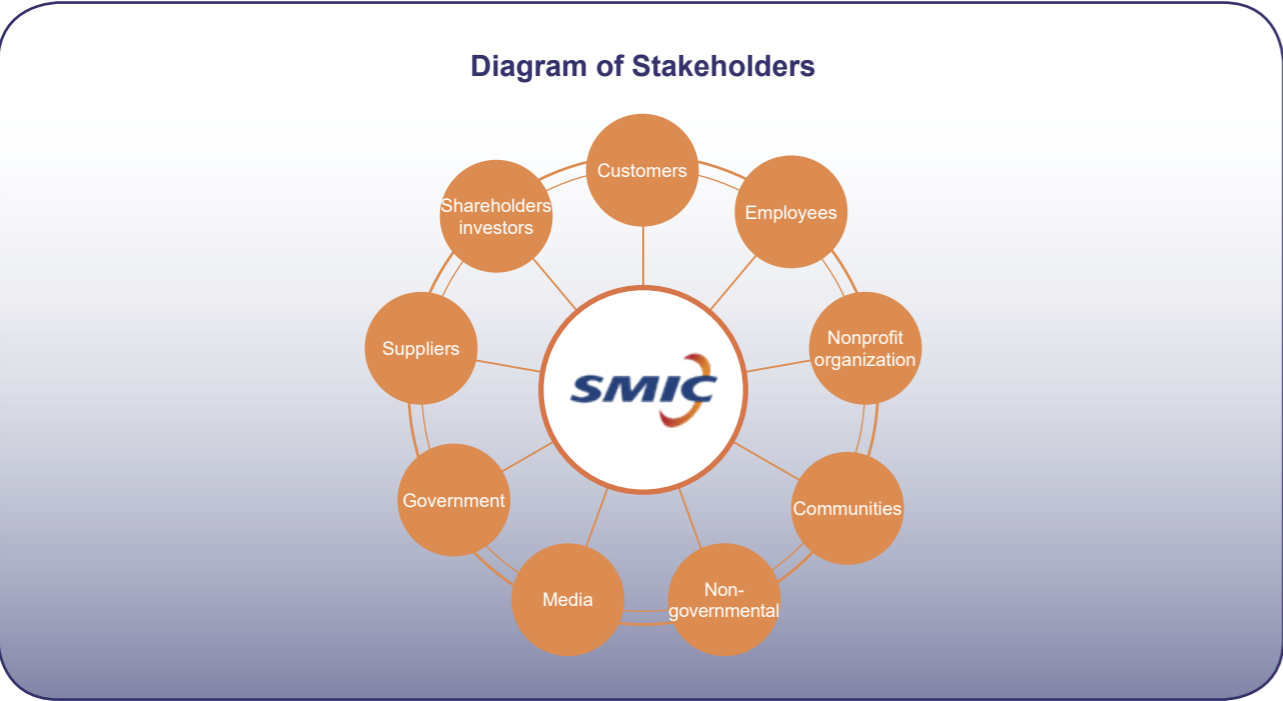 Diagram of Stakeholders
Customers
Employees
Nonprofit
organization
Communities
Non-
governmental
Media
Government
Suppliers
Shareholders
investors
SMIC